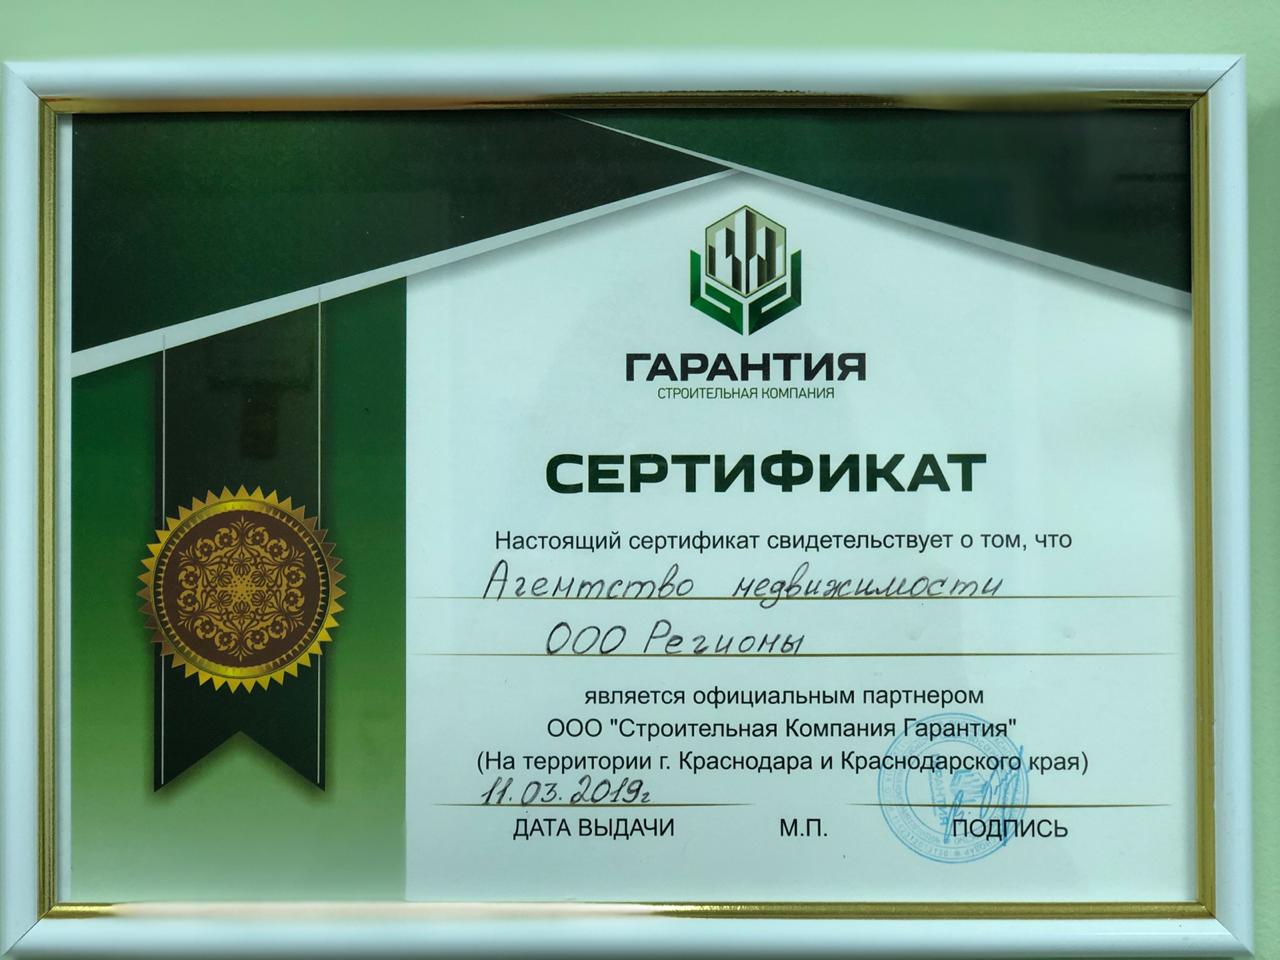 ГАРАНТИЯ
СТРОИТЕЛЬНАЯ КОМПАНИЯ
СЕРТИФИКАТ
Настоящий сертификат свидетельствует о том, что
Агентство недвижимости
ООО Регионы
является официальным партнером
ООО "Строительная Компания Гарантия"
(На территории г. Краснодара и Краснодарского края)
11.03.2019г
ДАТА ВЫДАЧИ М.П. ПОДПИСЬ